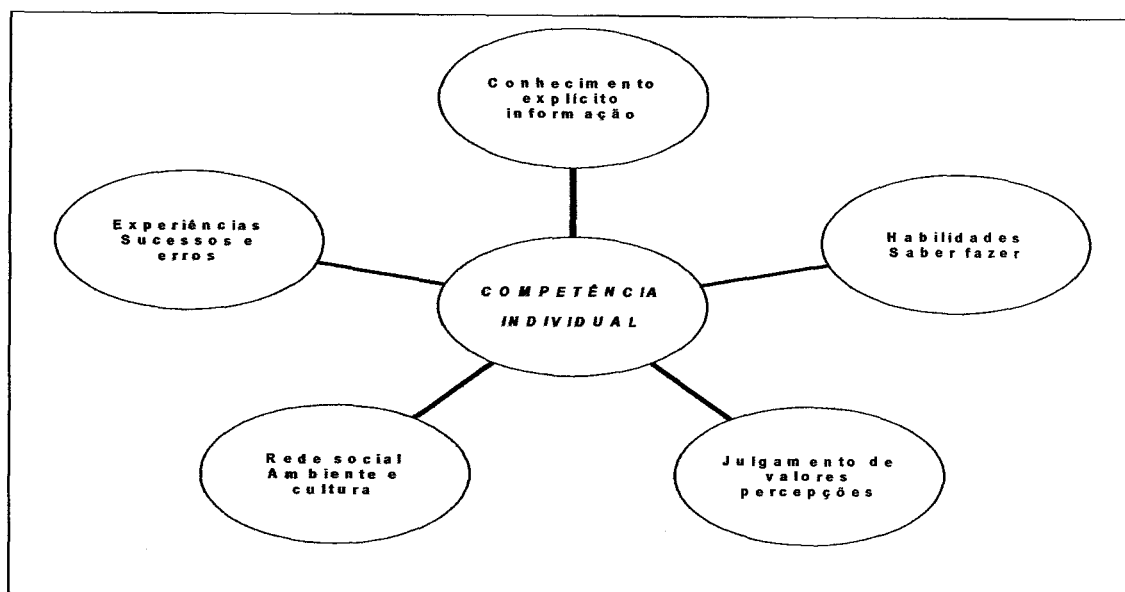 Conhecimento
explícito
informação
Experiências
Sucessos e
erros
Habilidades
Saber fazer
COMPETÊNCIA
INDIVIDUAL
Rede social
Ambiente e
cultura
Julgamento de
valores
percepções